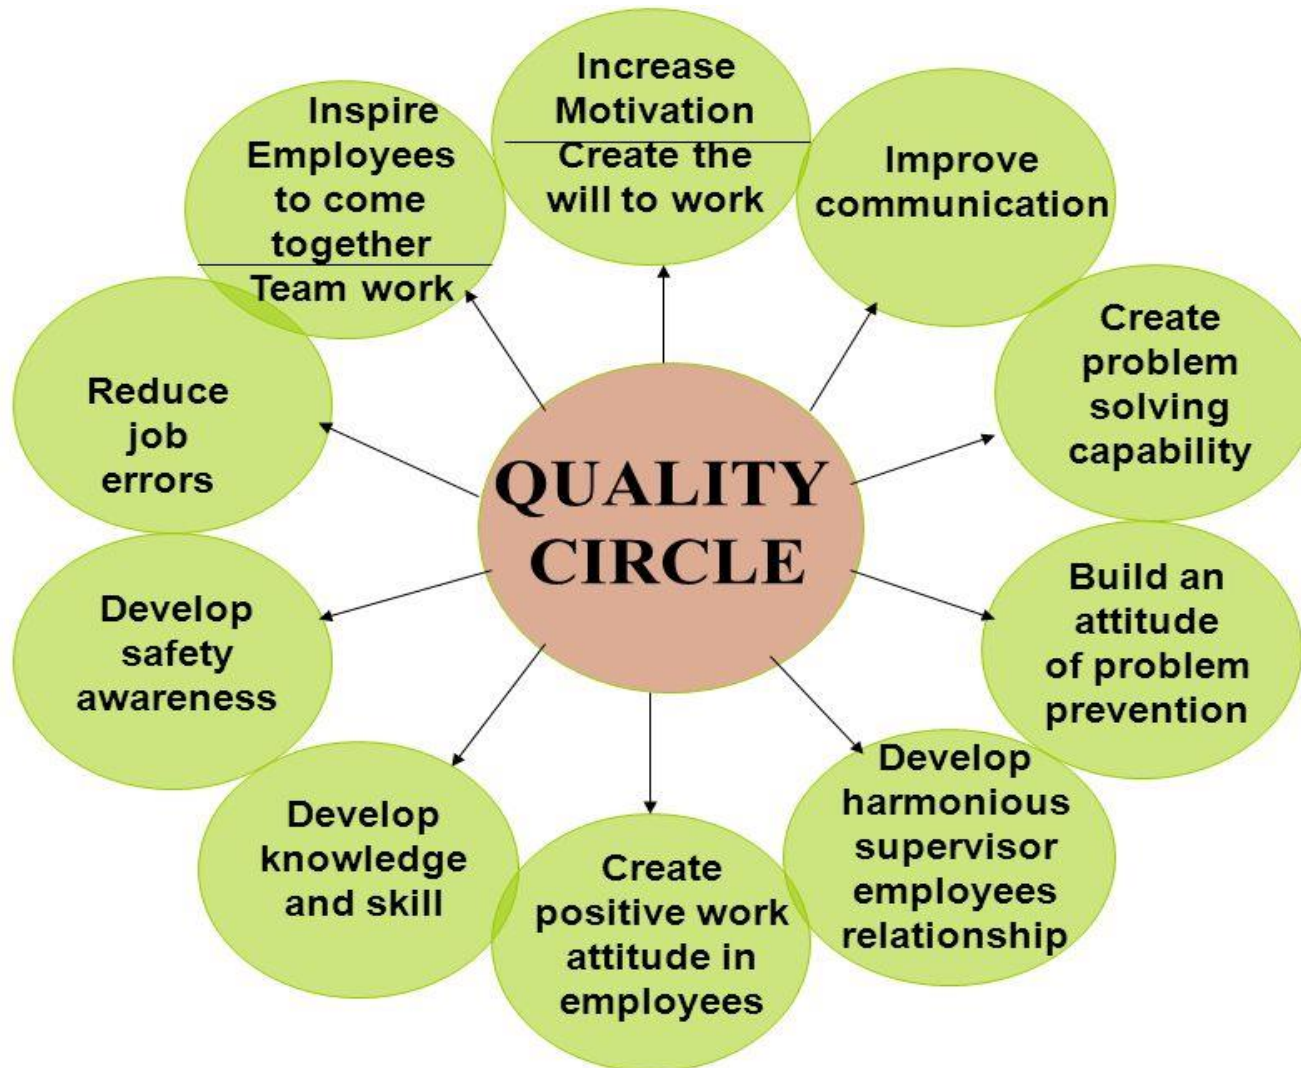 Increase
Motivation
Create the
will to work
Improve
communication
Create
problem
solving
capability
Build an
attitude
of problem
prevention
Develop
harmonious
supervisor
employees
relationship
Create
positive work
attitude in
employees
Develop
knowledge
and skill
Develop
safety
awareness
Reduce
job
errors
Inspire
Employees
to come
together
Team work
QUALITY
CIRCLE